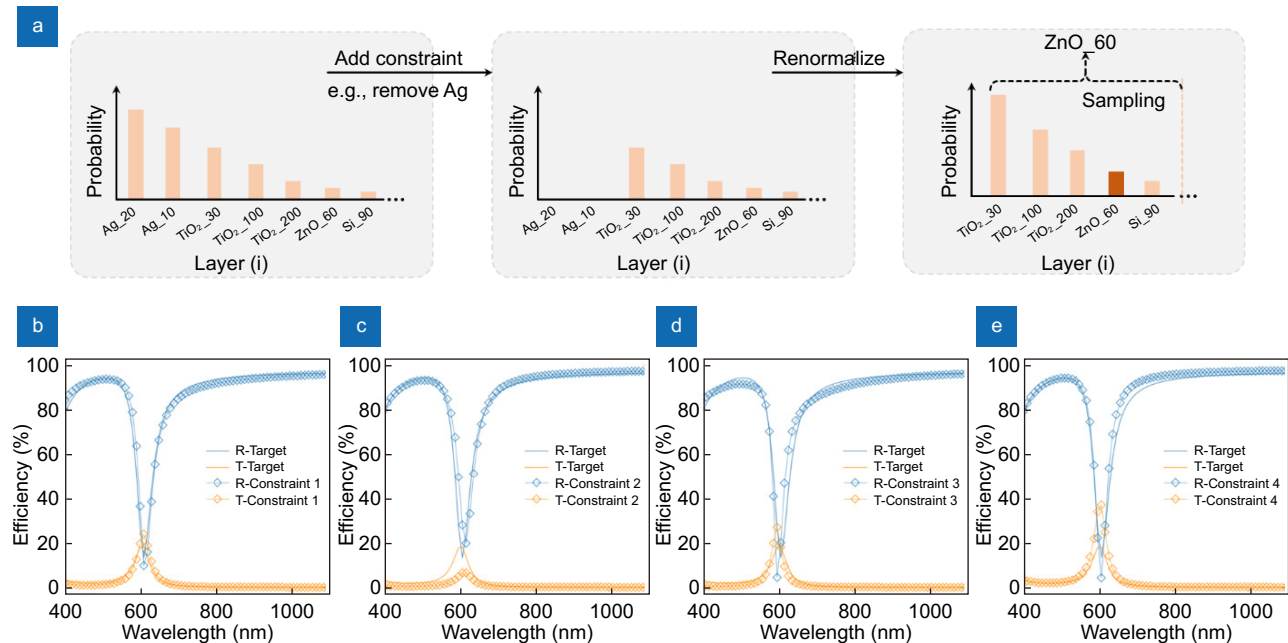 a
Add constraint
e.g., remove Ag
Renormalize
ZnO_60
Sampling
Probability
Ag_20
Ag_10
TiO₂_30
TiO₂_100
TiO₂_200
ZnO_60
Si_90
...
Layer (i)
Probability
Ag_20
Ag_10
TiO₂_30
TiO₂_100
TiO₂_200
ZnO_60
Si_90
...
Layer (i)
Probability
TiO₂_30
TiO₂_100
TiO₂_200
ZnO_60
Si_90
...
Layer (i)
b
Efficiency (%)
100
80
60
40
20
0
R-Target
T-Target
R-Constraint 1
T-Constraint 1
400 600 800 1000
Wavelength (nm)
c
Efficiency (%)
100
80
60
40
20
0
R-Target
T-Target
R-Constraint 2
T-Constraint 2
400 600 800 1000
Wavelength (nm)
d
Efficiency (%)
100
80
60
40
20
0
R-Target
T-Target
R-Constraint 3
T-Constraint 3
400 600 800 1000
Wavelength (nm)
e
Efficiency (%)
100
80
60
40
20
0
R-Target
T-Target
R-Constraint 4
T-Constraint 4
400 600 800 1000
Wavelength (nm)